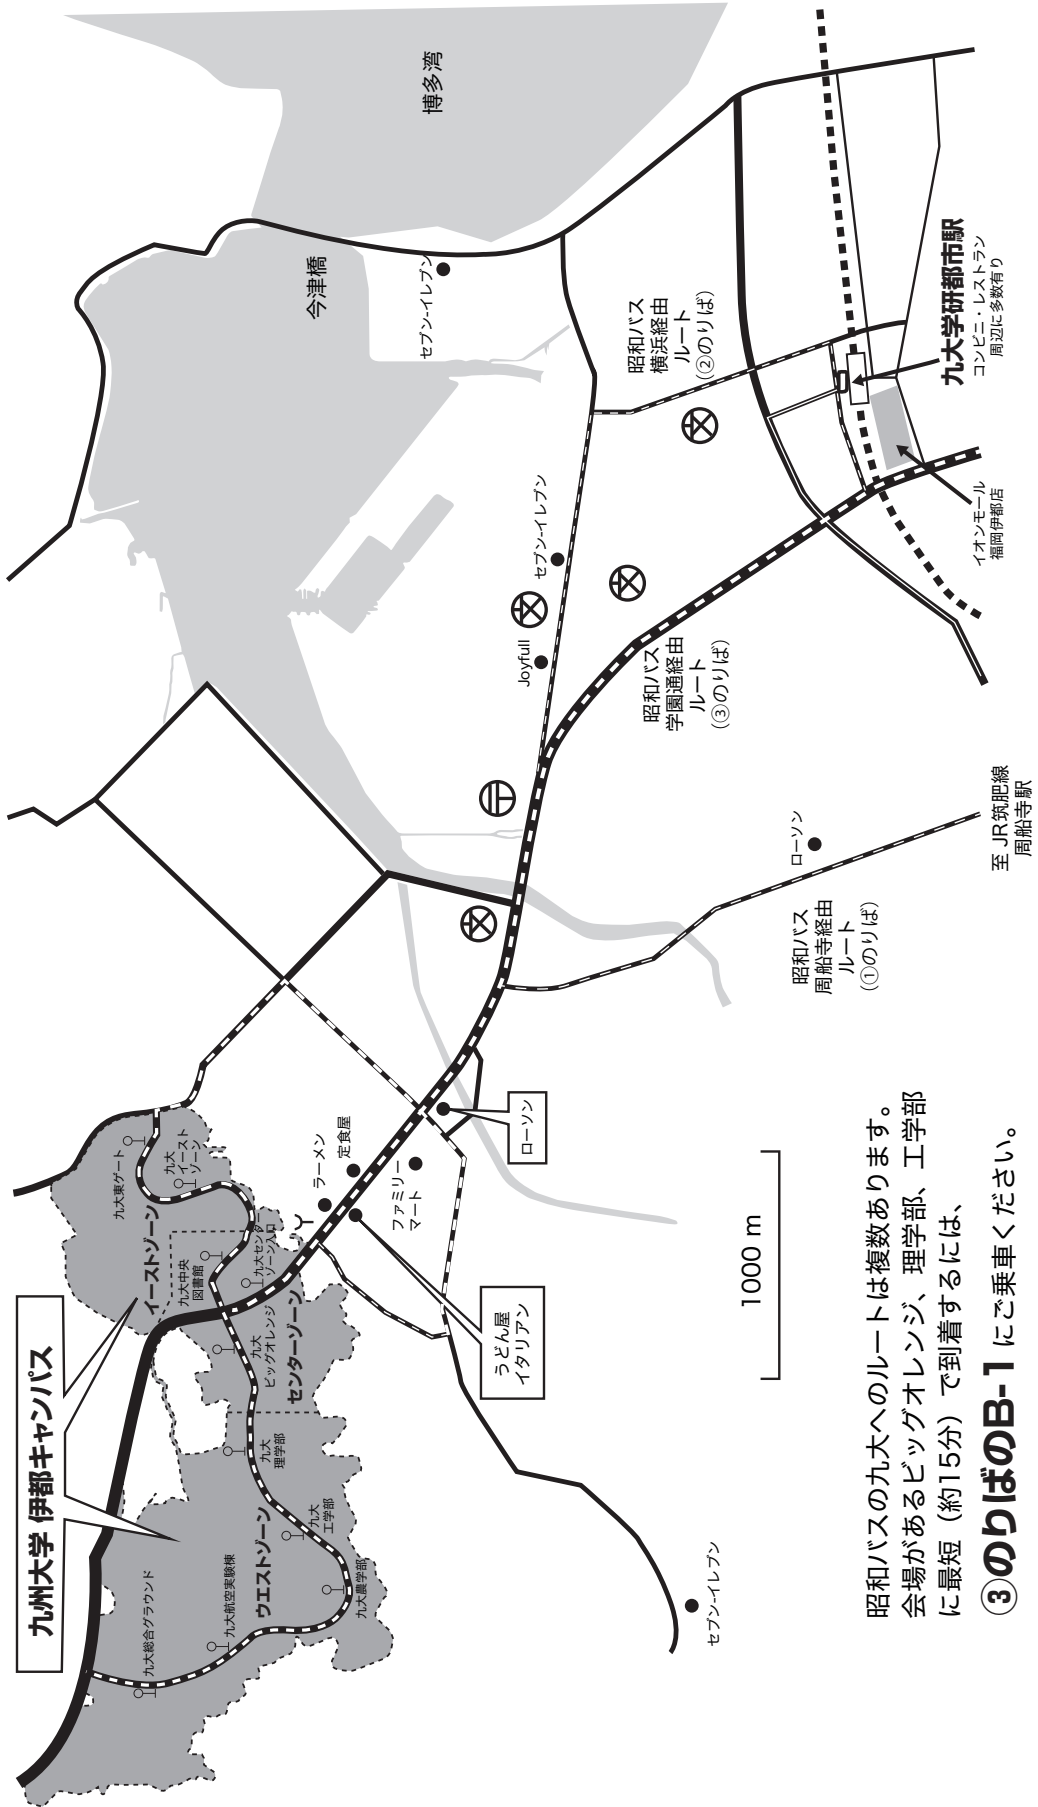 九州大学 伊都キャンパス
イーストゾーン
センターゾーン
ウエストゾーン
九大東ゲート
九大
イースト
ゾーン
九大中央
図書館
九大センター
ゾーン入口
九大
ビッグオレンジ
九大
理学部
九大
工学部
九大農学部
九大航空実験棟
九大総合グラウンド
ラーメン
定食屋
ファミリー
マート
ローソン
うどん屋
イタリアン
セブン-イレブン
1000 m
博多湾
今津橋
セブン-イレブン
セブン-イレブン
Joyfull
昭和バス
横浜経由
ルート
(②のりば)
昭和バス
学園通経由
ルート
(③のりば)
昭和バス
周船寺経由
ルート
(①のりば)
ローソン
至 JR筑肥線
周船寺駅
九大学研都市駅
コンビニ・レストラン
周辺に多数有り
イオンモール
福岡伊都店
昭和バスの九大へのルートは複数あります。
会場があるビッグオレンジ、理学部、工学部
に最短（約15分）で到着するには、
③のりばのB-1 にご乗車ください。